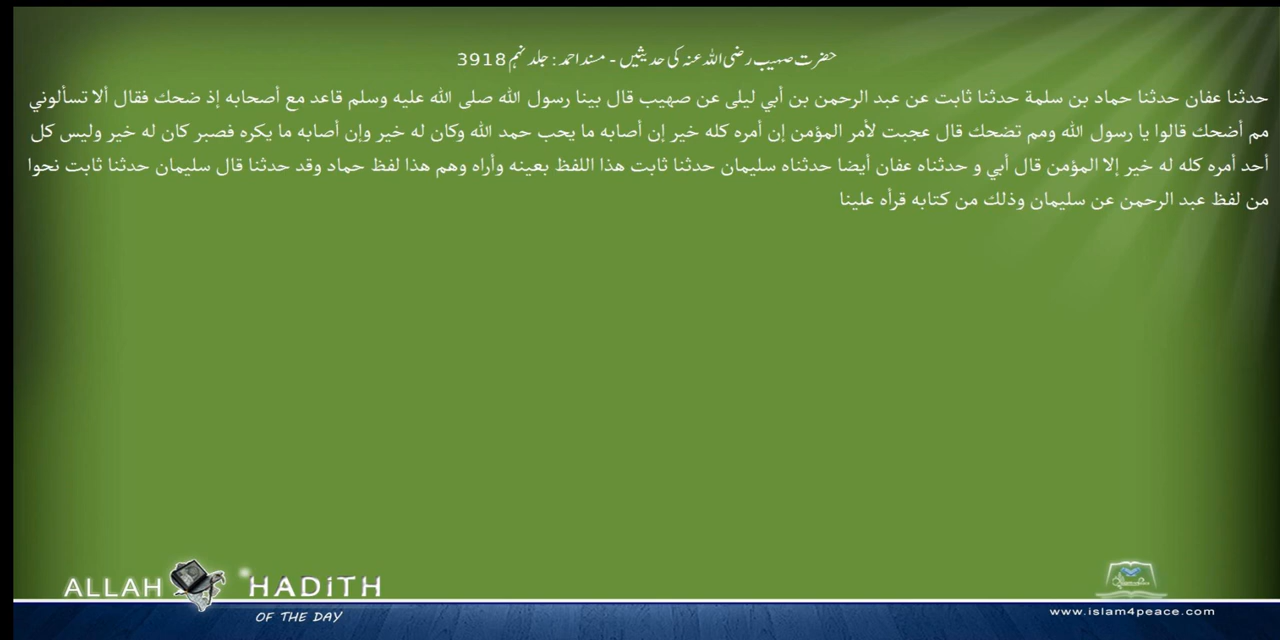 حضرت صہیب رضی اللہ عنہ کی حدیثیں - مسند احمد : جلد نہم 3918
حدثنا عفان حدثنا حماد بن سلمة حدثنا ثابت عن عبد الرحمن بن أبي ليلى عن صهيب قال بينا رسول الله صلى الله عليه وسلم قاعد مع أصحابه إذ ضحك فقال ألا تسألوني
مم أضحك قالوا يا رسول الله ومم تضحك قال عجبت لأمر المؤمن إن أمره كله خير إن أصابه ما يحب حمد الله وكان له خير وإن أصابه ما يكره فصبر كان له خير وليس كل
أحد أمره كله له خير إلا المؤمن قال أبي و حدثناه عفان أيضا حدثناه سليمان حدثنا ثابت هذا اللفظ بعينه وأراه وهم هذا لفظ حماد وقد حدثنا قال سليمان حدثنا ثابت نحوا
من لفظ عبد الرحمن عن سليمان وذلك من كتابه قرأه علينا
ALLAH HADITH
OF THE DAY
www.islam4peace.com